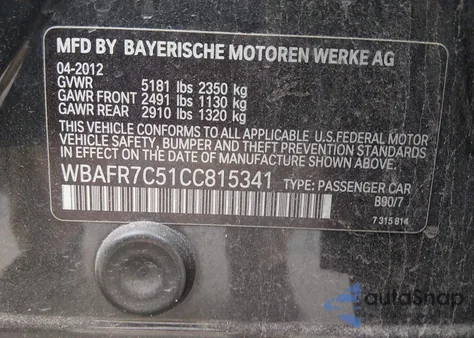 MFD BY BAYERISCHE MOTOREN WERKE AG
04-2012
GVWR 5181 lbs 2350 kg
GAWR FRONT 2491 lbs 1130 kg
GAWR REAR 2910 lbs 1320 kg
THIS VEHICLE CONFORMS TO ALL APPLICABLE U.S.FEDERAL MOTOR
VEHICLE SAFETY, BUMPER AND THEFT PREVENTION STANDARDS
IN EFFECT ON THE DATE OF MANUFACTURE SHOWN ABOVE.
WBAFR7C51CC815341 TYPE: PASSENGER CAR
B90/7
7 315 814
autoSnap